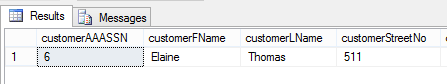 Results Messages
customerAAASSN customerFName customerLName customerStreetNo
1 6 Elaine Thomas 511